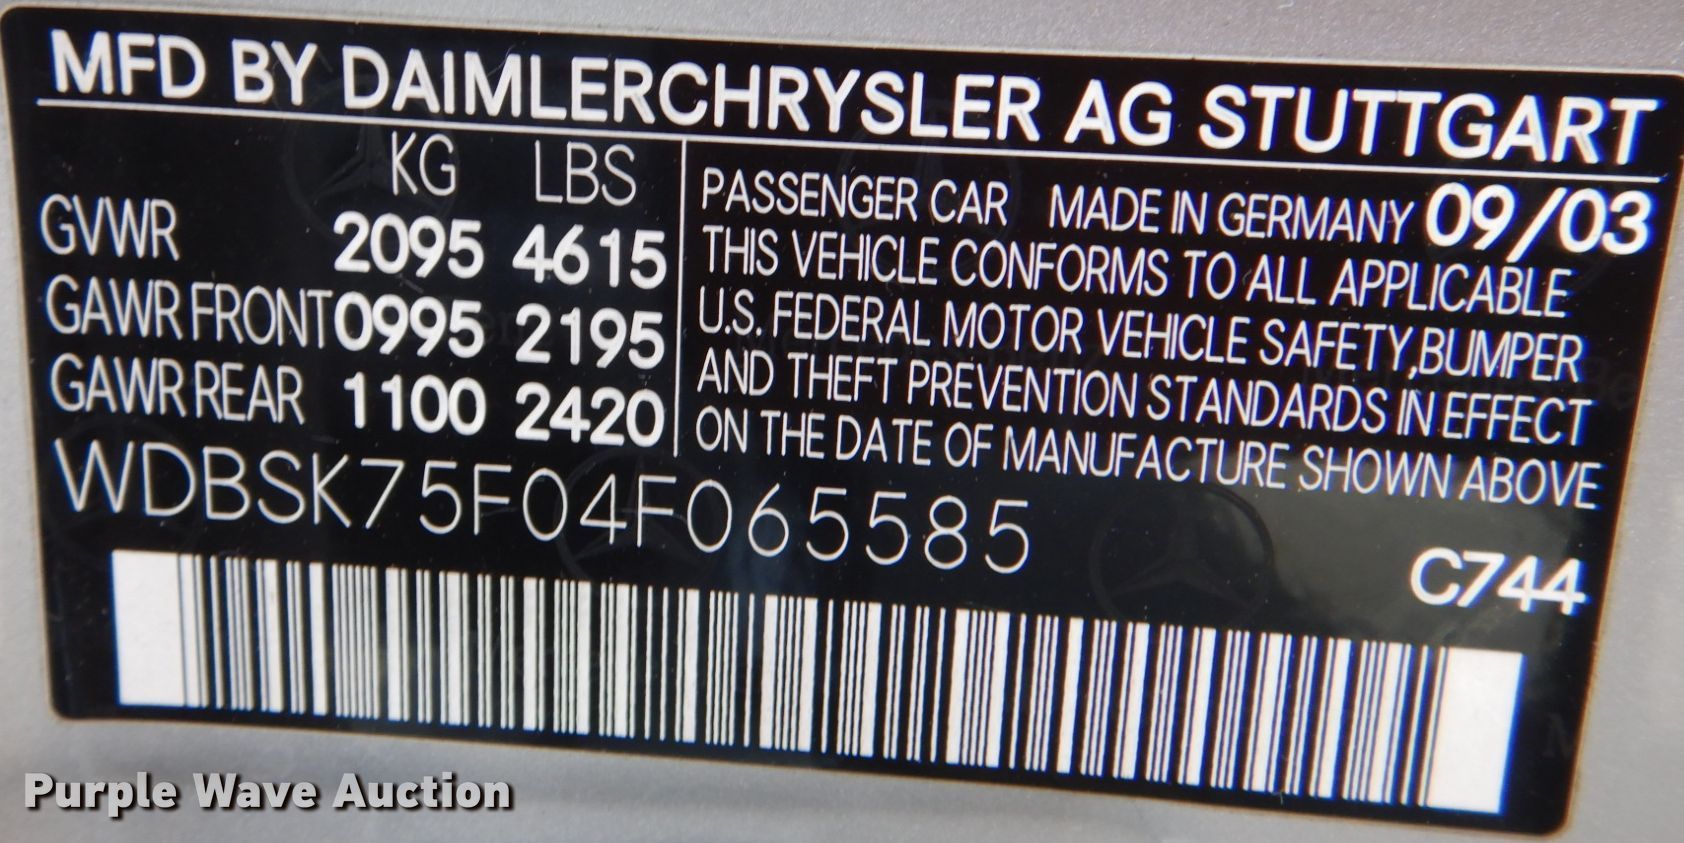 MFD BY DAIMLERCHRYSLER AG STUTTGART
KG LBS
GVWR 2095 4615
GAWR FRONT 0995 2195
GAWR REAR 1100 2420
PASSENGER CAR MADE IN GERMANY 09/03
THIS VEHICLE CONFORMS TO ALL APPLICABLE
U.S. FEDERAL MOTOR VEHICLE SAFETY,BUMPER
AND THEFT PREVENTION STANDARDS IN EFFECT
ON THE DATE OF MANUFACTURE SHOWN ABOVE
WDBSK75F04F065585
C744
Purple Wave Auction